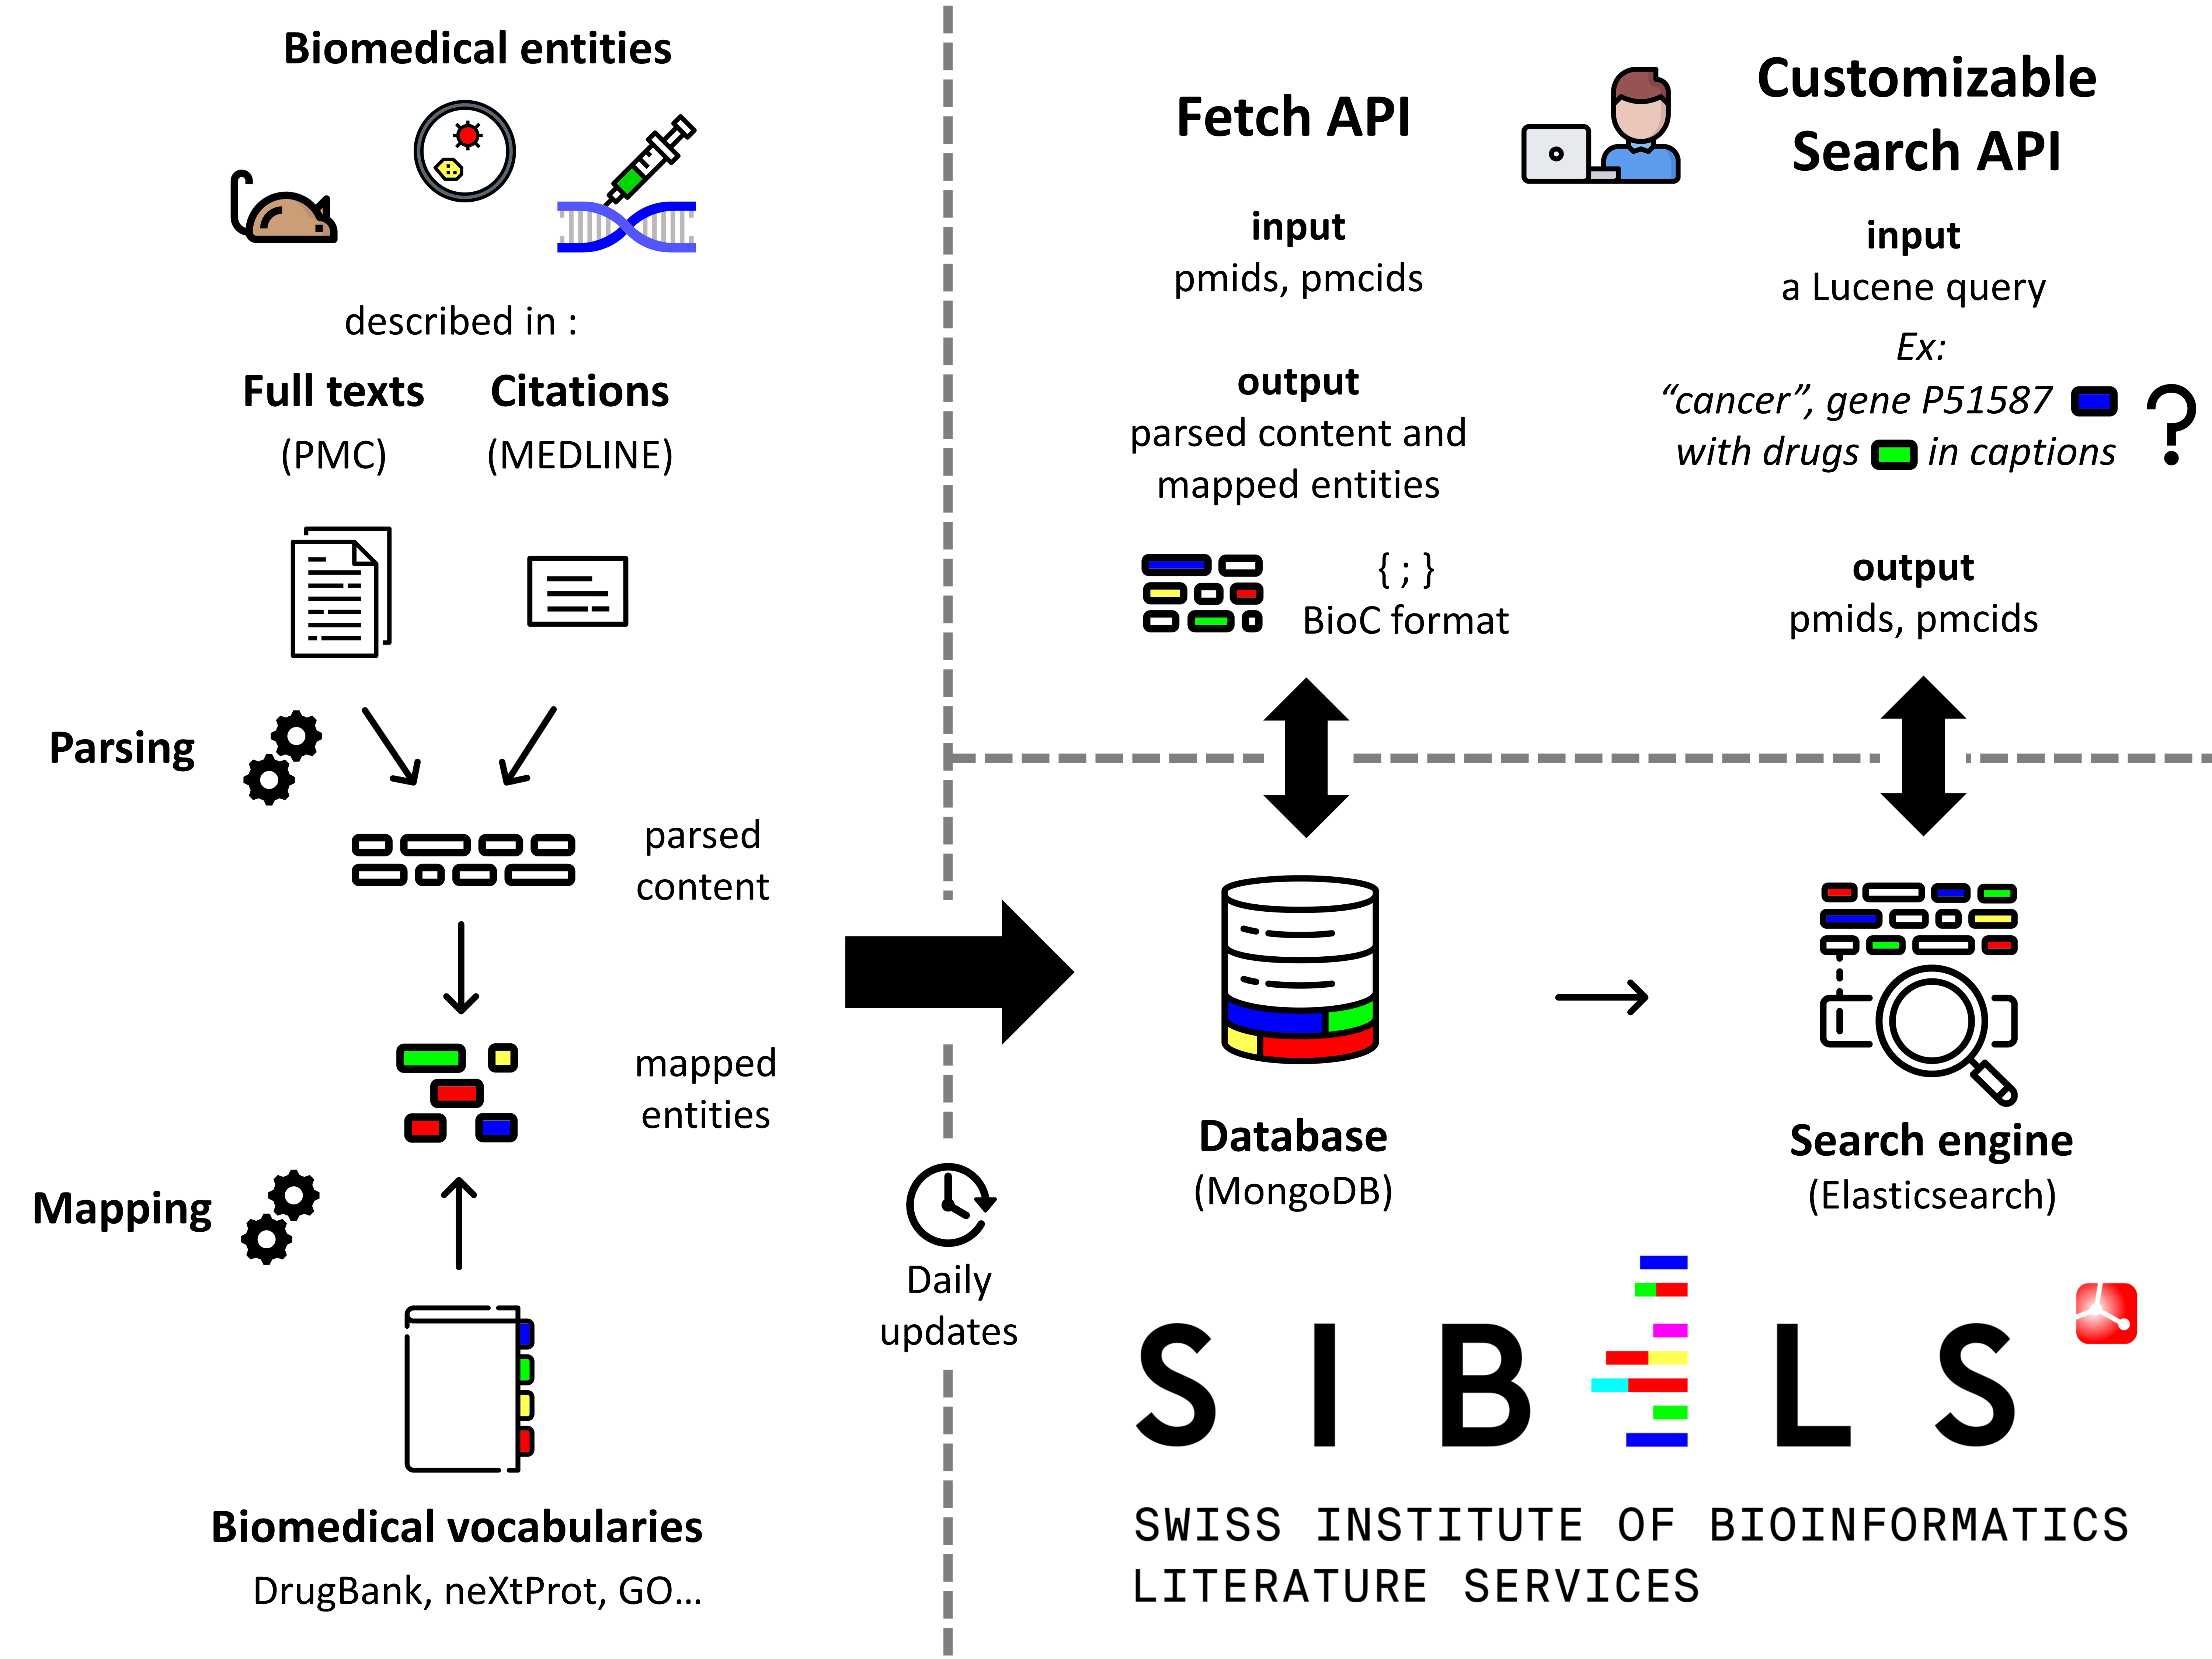 Biomedical entities
described in :
Full texts
(PMC)
Citations
(MEDLINE)
Parsing
parsed
content
mapped
entities
Mapping
Biomedical vocabularies
DrugBank, neXtProt, GO...
Daily
updates
Fetch API
input
pmids, pmcids
output
parsed content and
mapped entities
{ ; }
BioC format
Customizable
Search API
input
a Lucene query
Ex:
“cancer”, gene P51587
with drugs in captions
?
output
pmids, pmcids
Database
(MongoDB)
Search engine
(Elasticsearch)
S I B L S
SWISS INSTITUTE OF BIOINFORMATICS
LITERATURE SERVICES